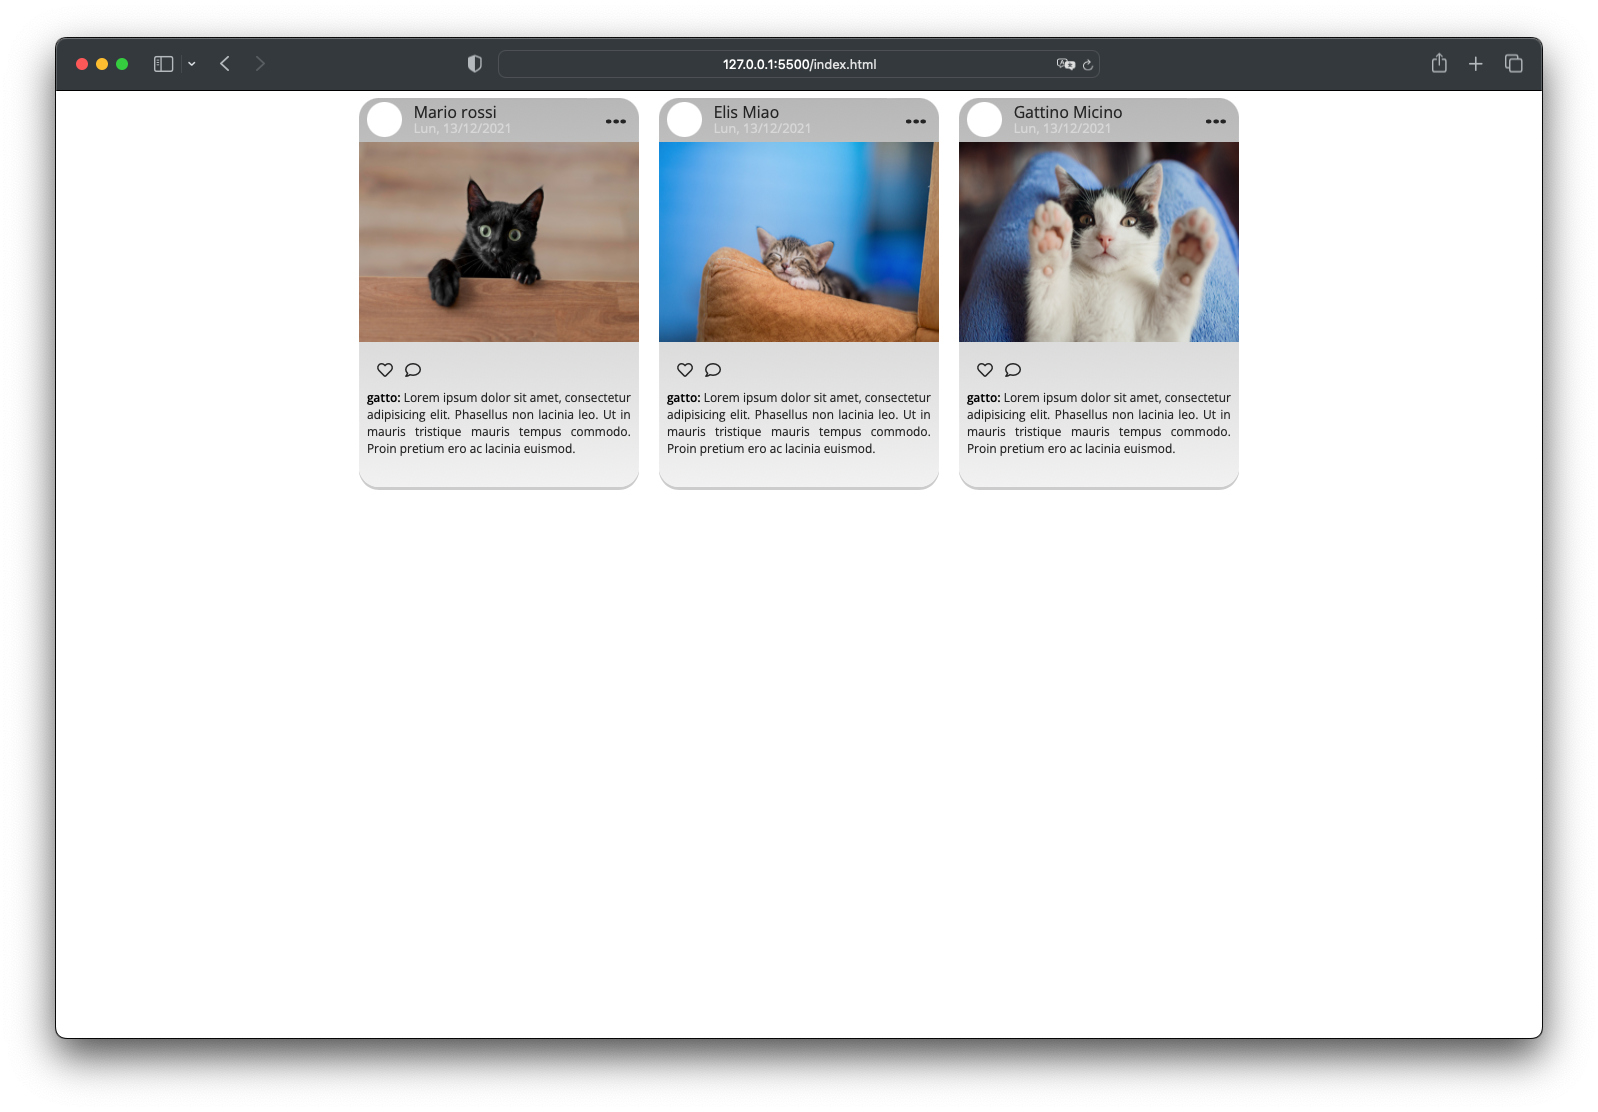 127.0.0.1:5500/index.html
Mario rossi
Lun, 13/12/2021
gatto: Lorem ipsum dolor sit amet, consectetur
adipisicing elit. Phasellus non lacinia leo. Ut in
mauris tristique mauris tempus commodo.
Proin pretium ero ac lacinia euismod.
Elis Miao
Lun, 13/12/2021
gatto: Lorem ipsum dolor sit amet, consectetur
adipisicing elit. Phasellus non lacinia leo. Ut in
mauris tristique mauris tempus commodo.
Proin pretium ero ac lacinia euismod.
Gattino Micino
Lun, 13/12/2021
gatto: Lorem ipsum dolor sit amet, consectetur
adipisicing elit. Phasellus non lacinia leo. Ut in
mauris tristique mauris tempus commodo.
Proin pretium ero ac lacinia euismod.